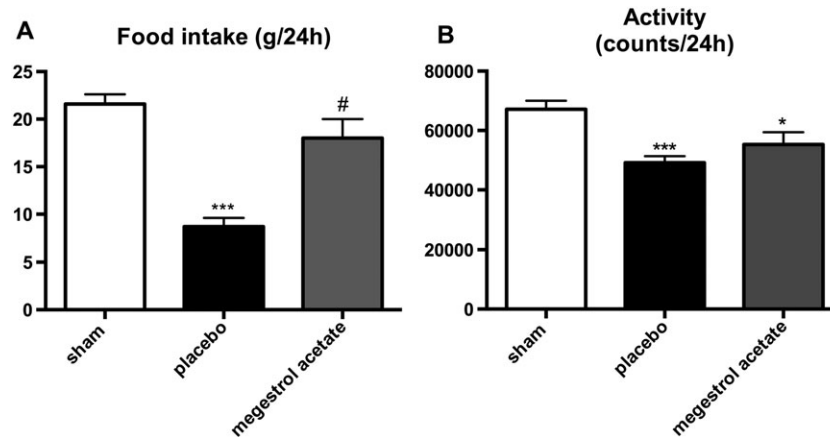 A
Food intake (g/24h)
25
20
15
10
5
0
#
***
sham
placebo
megestrol acetate
B
Activity
(counts/24h)
80000
60000
40000
20000
0
***
*
sham
placebo
megestrol acetate